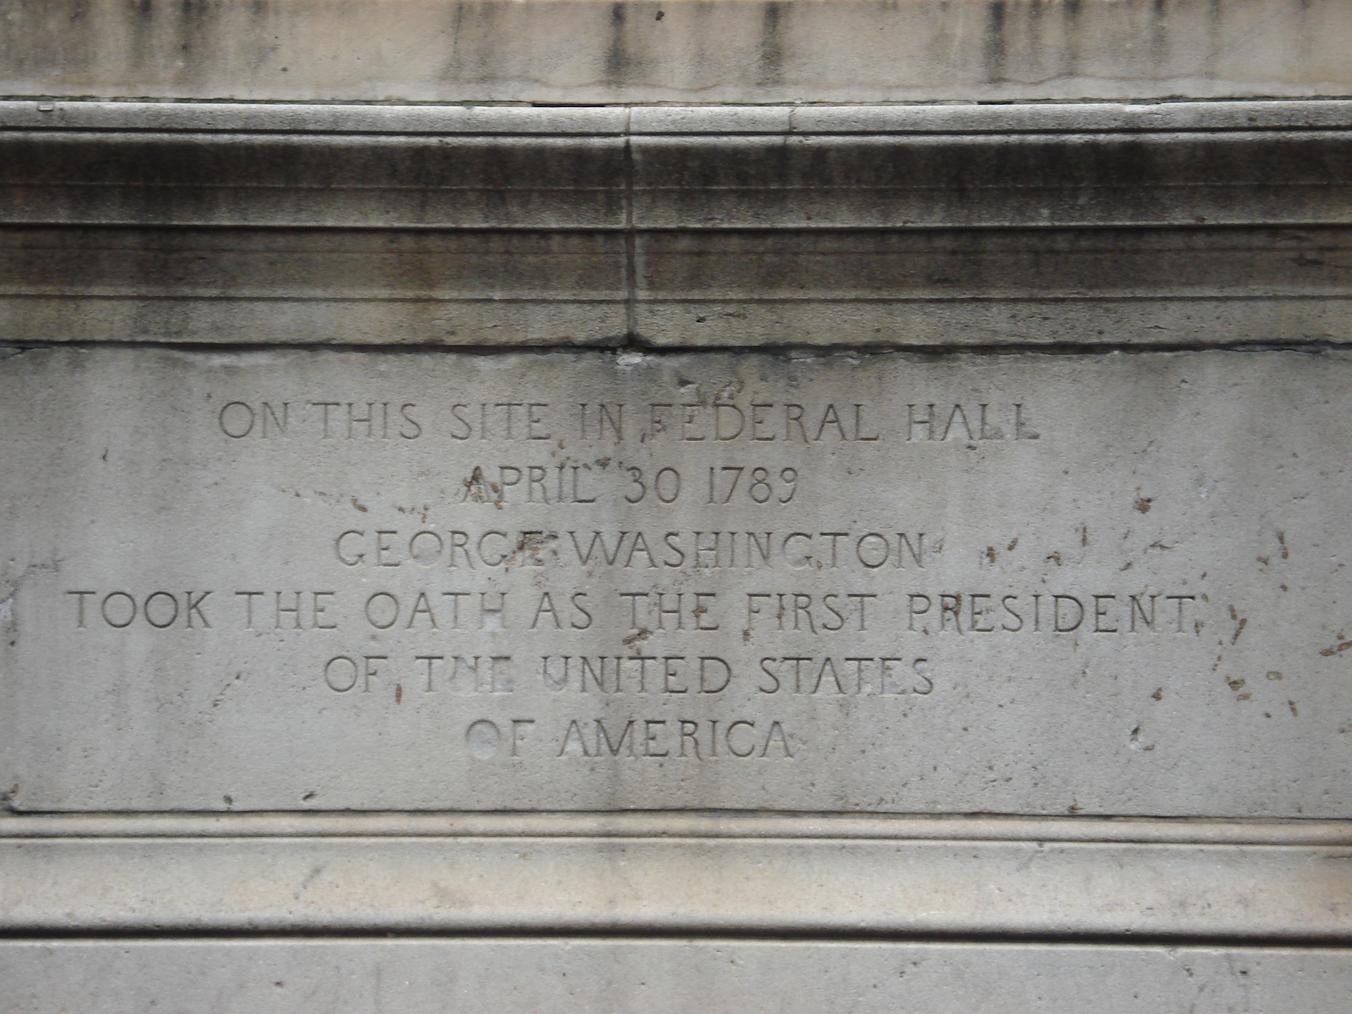 ON THIS SITE IN FEDERAL HALL
APRIL 30 1789
GEORGE WASHINGTON
TOOK THE OATH AS THE FIRST PRESIDENT
OF THE UNITED STATES
OF AMERICA